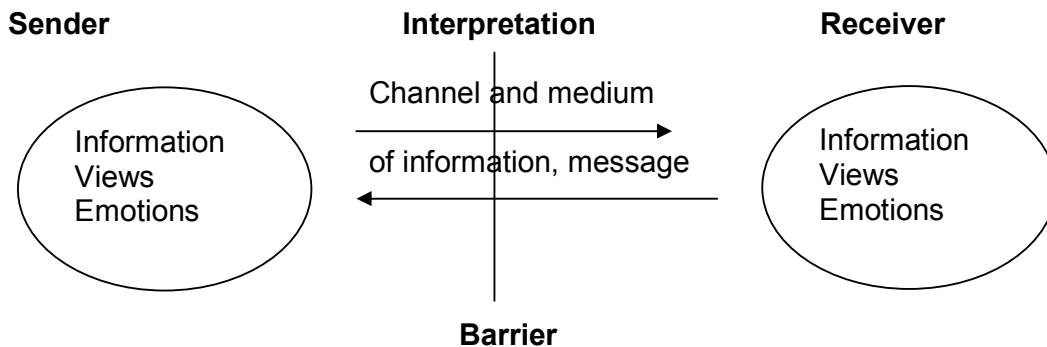 Sender
Interpretation
Receiver
Information
Views
Emotions
Channel and medium
of information, message
Information
Views
Emotions
Barrier